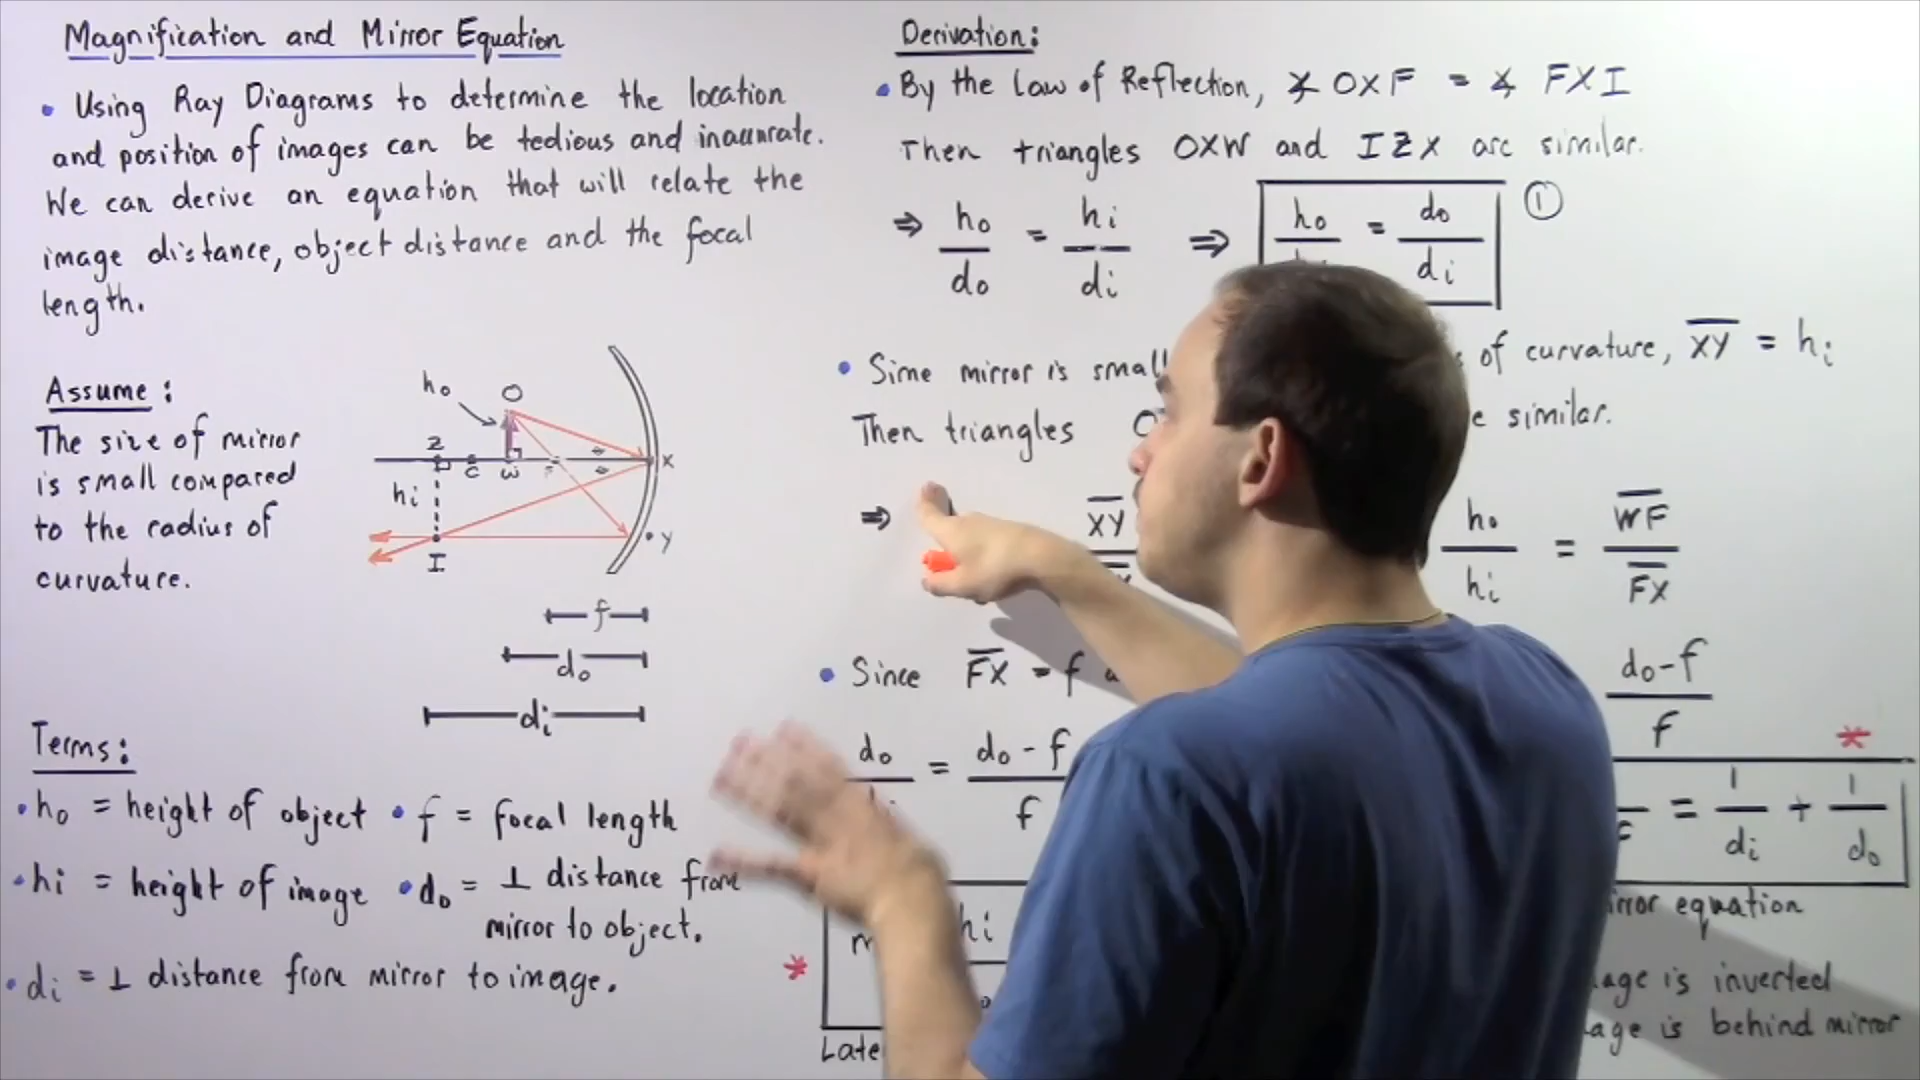 Magnification and Mirror Equation
• Using Ray Diagrams to determine the location
and position of images can be tedious and inaccurate.
We can derive an equation that will relate the
image distance, object distance and the focal
length.
Assume:
The size of mirror
is small compared
to the radius of
curvature.
ho
O
Z
C
W
F
X
hi
I
Y
f
do
di
Terms:
• ho = height of object
• f = focal length
• hi = height of image
• do = ⊥ distance from
mirror to object.
• di = ⊥ distance from mirror to image.
Derivation:
• By the Law of Reflection, ∡ OXF = ∡ FXI
Then triangles OXW and IZX are similar.
⇒ ho/do = hi/di ⇒ ho/hi = do/di ①
• Since mirror is small of curvature, XY = hi
Then triangles similar.
⇒ XY
ho/hi = WF/FX
• Since FX = f
do-f/f
do = do-f/f
*
= 1/di + 1/do
mirror equation
hi
*
image is inverted
image is behind mirror